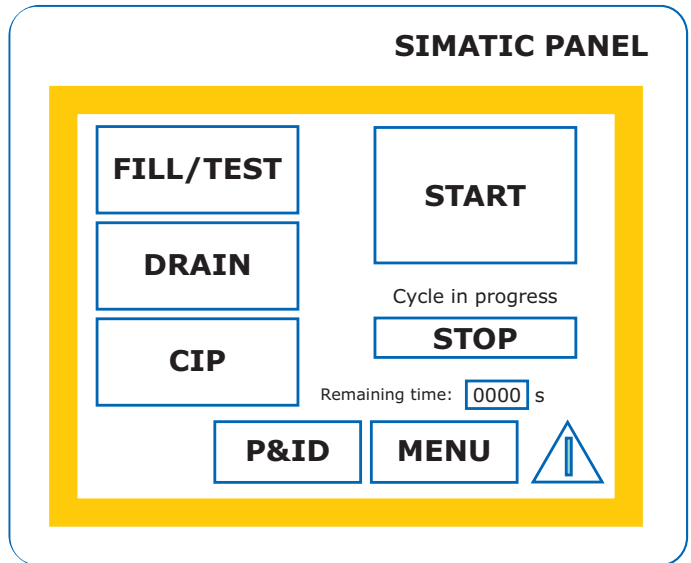 SIMATIC PANEL
FILL/TEST
START
DRAIN
Cycle in progress
STOP
CIP
Remaining time: 0000 s
P&ID MENU